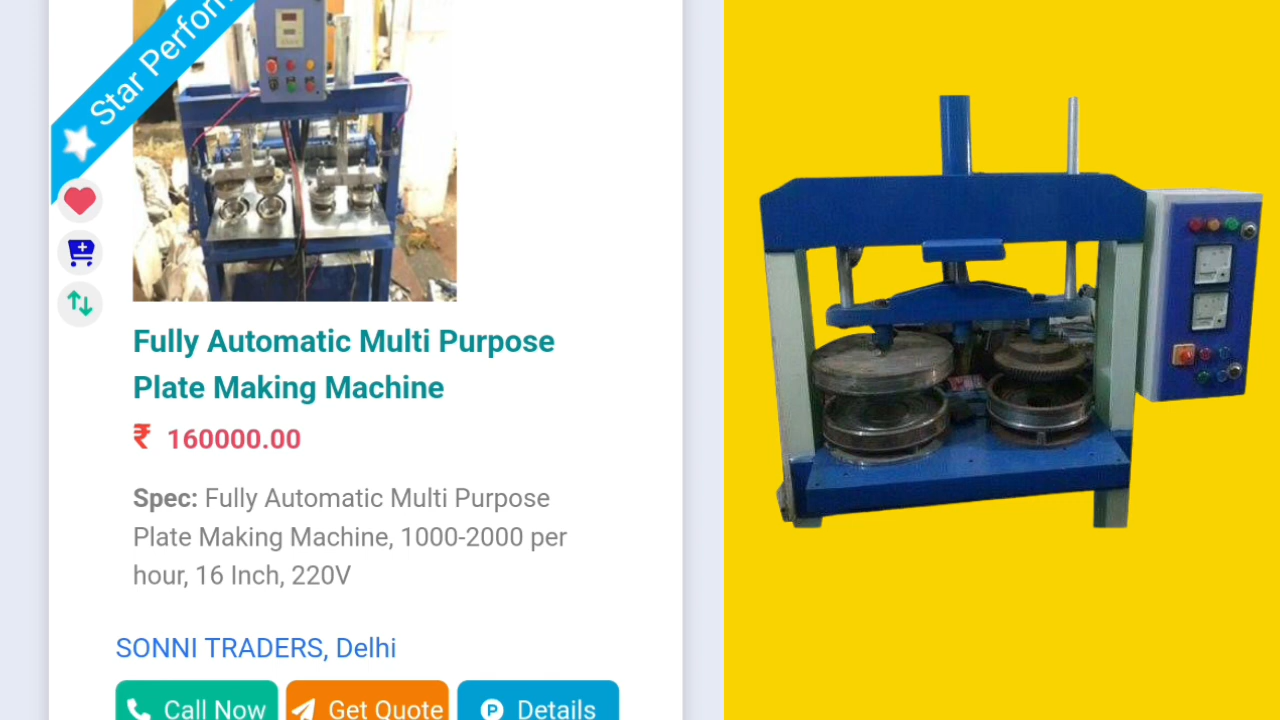 Star Perfor
Fully Automatic Multi Purpose
Plate Making Machine
₹ 160000.00
Spec: Fully Automatic Multi Purpose
Plate Making Machine, 1000-2000 per
hour, 16 Inch, 220V
SONNI TRADERS, Delhi
Call Now
Get Quote
Details